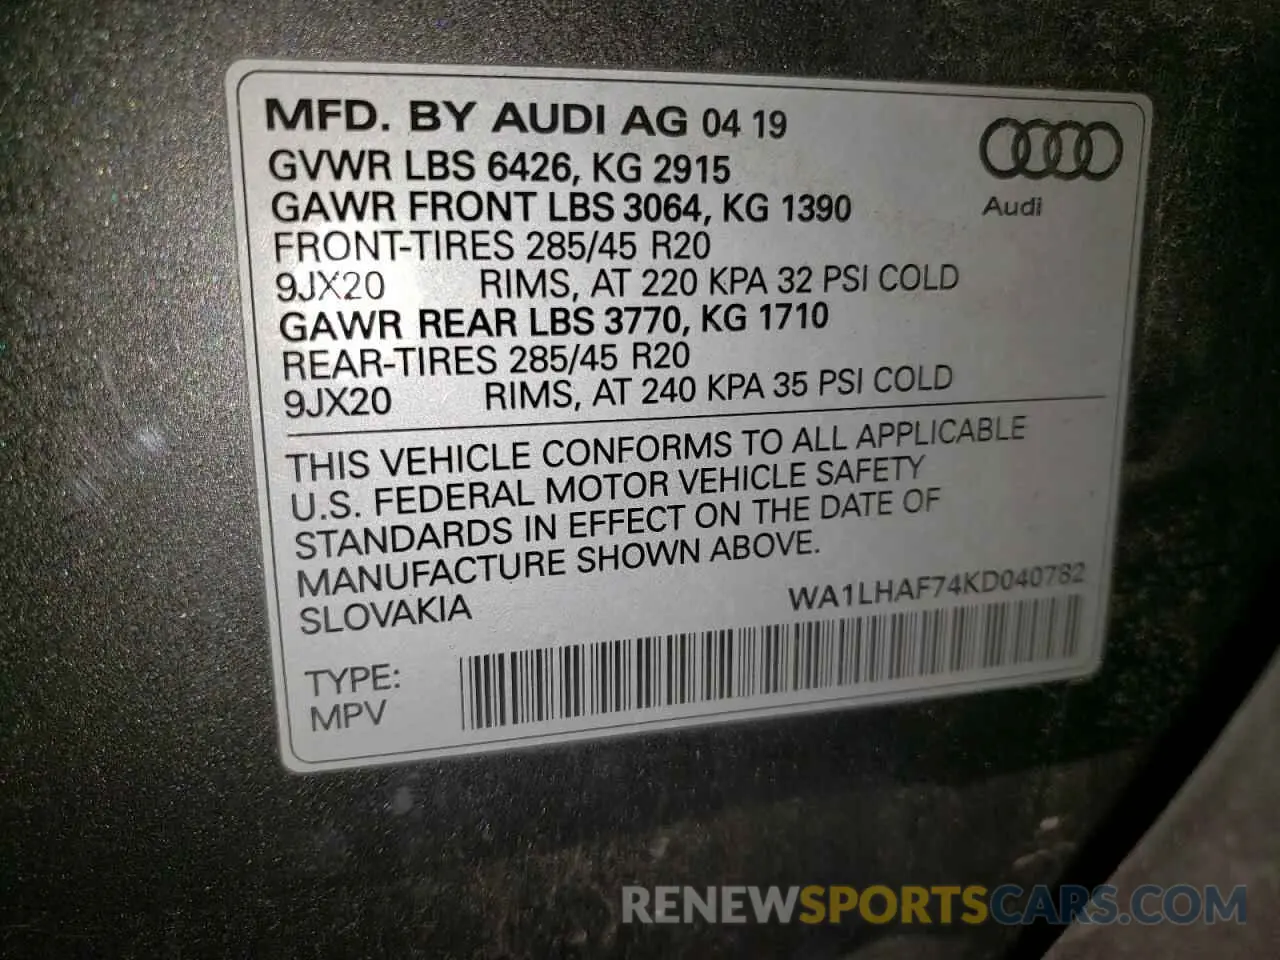 MFD. BY AUDI AG 04 19
GVWR LBS 6426, KG 2915
GAWR FRONT LBS 3064, KG 1390
FRONT-TIRES 285/45 R20
9JX20 RIMS, AT 220 KPA 32 PSI COLD
GAWR REAR LBS 3770, KG 1710
REAR-TIRES 285/45 R20
9JX20 RIMS, AT 240 KPA 35 PSI COLD
Audi
THIS VEHICLE CONFORMS TO ALL APPLICABLE
U.S. FEDERAL MOTOR VEHICLE SAFETY
STANDARDS IN EFFECT ON THE DATE OF
MANUFACTURE SHOWN ABOVE.
SLOVAKIA
WA1LHAF74KD040782
TYPE:
MPV
RENEWSPORTSCARS.COM